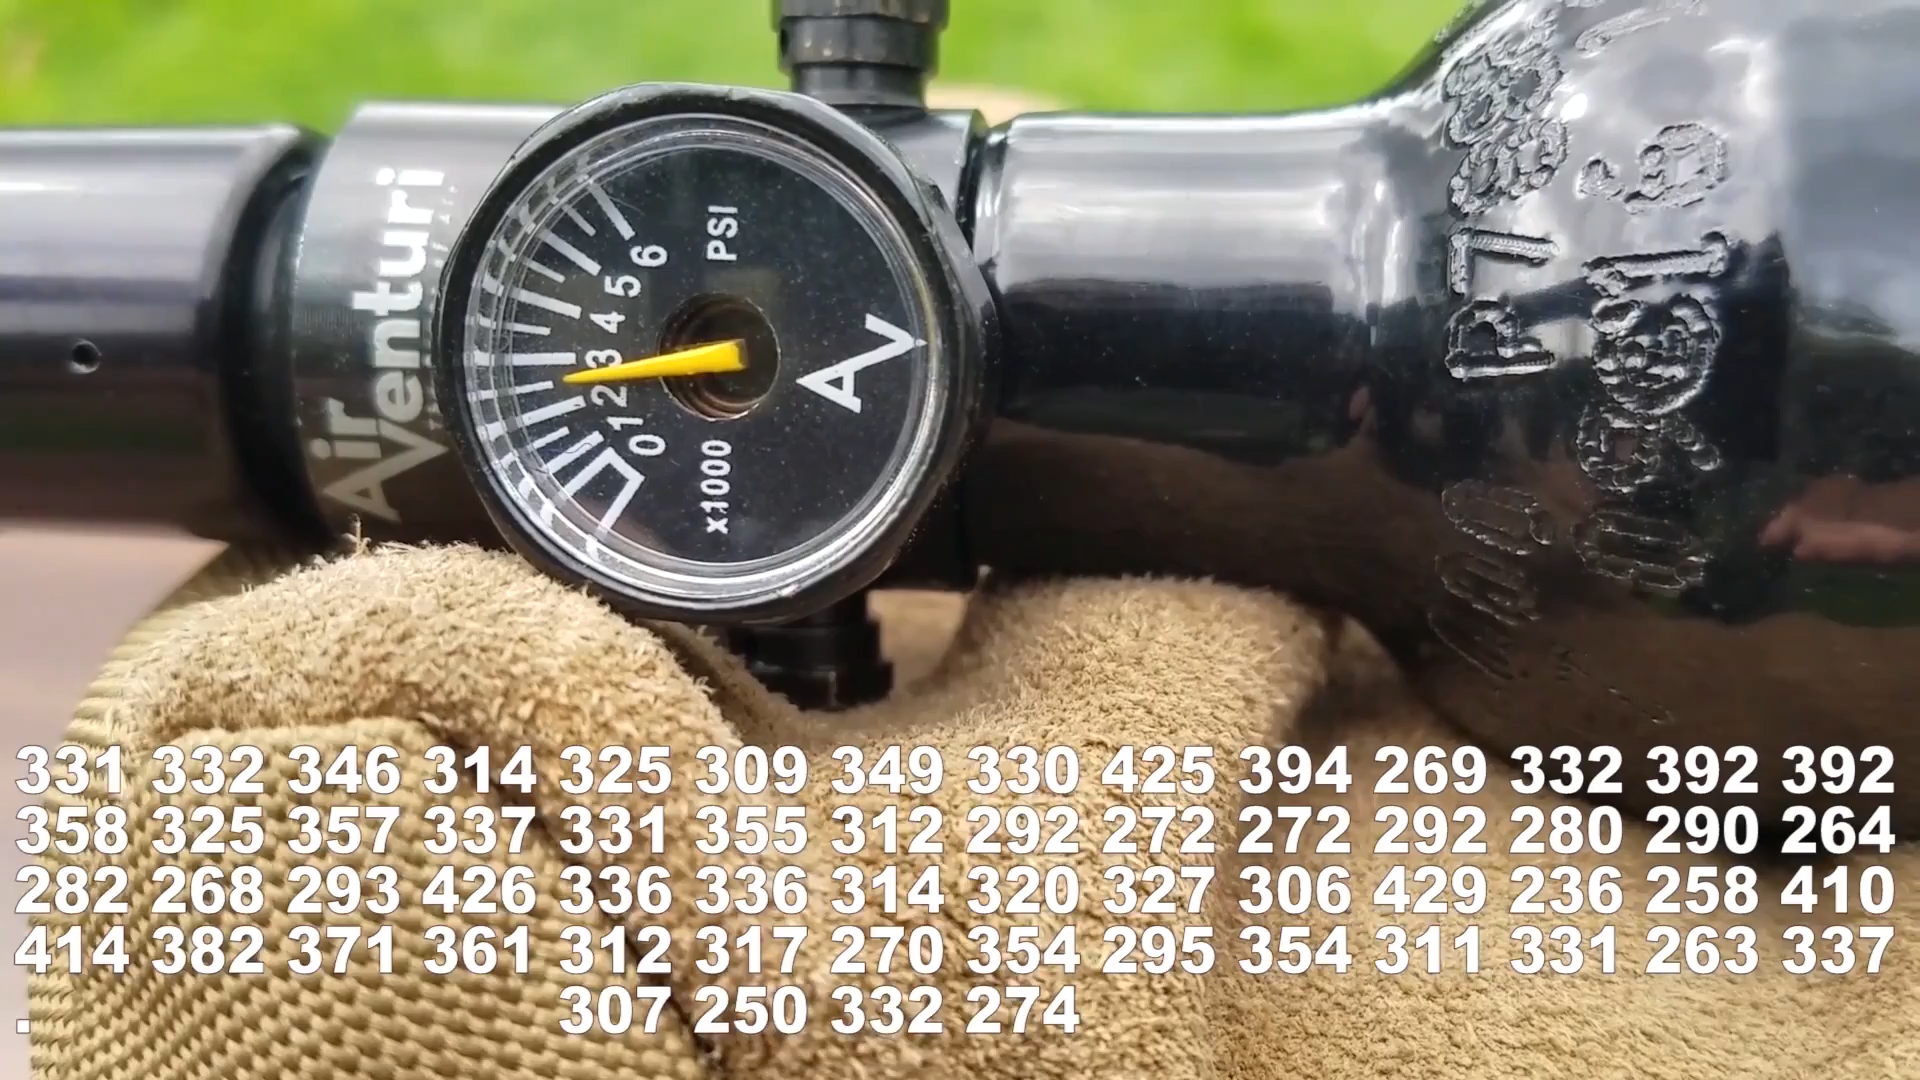 Air
Venturi
6
5
4
3
2
1
0
PSI
x1000
AV
331 332 346 314 325 309 349 330 425 394 269 332 392 392
358 325 357 337 331 355 312 292 272 272 292 280 290 264
282 268 293 426 336 336 314 320 327 306 429 236 258 410
414 382 371 361 312 317 270 354 295 354 311 331 263 337
. 307 250 332 274